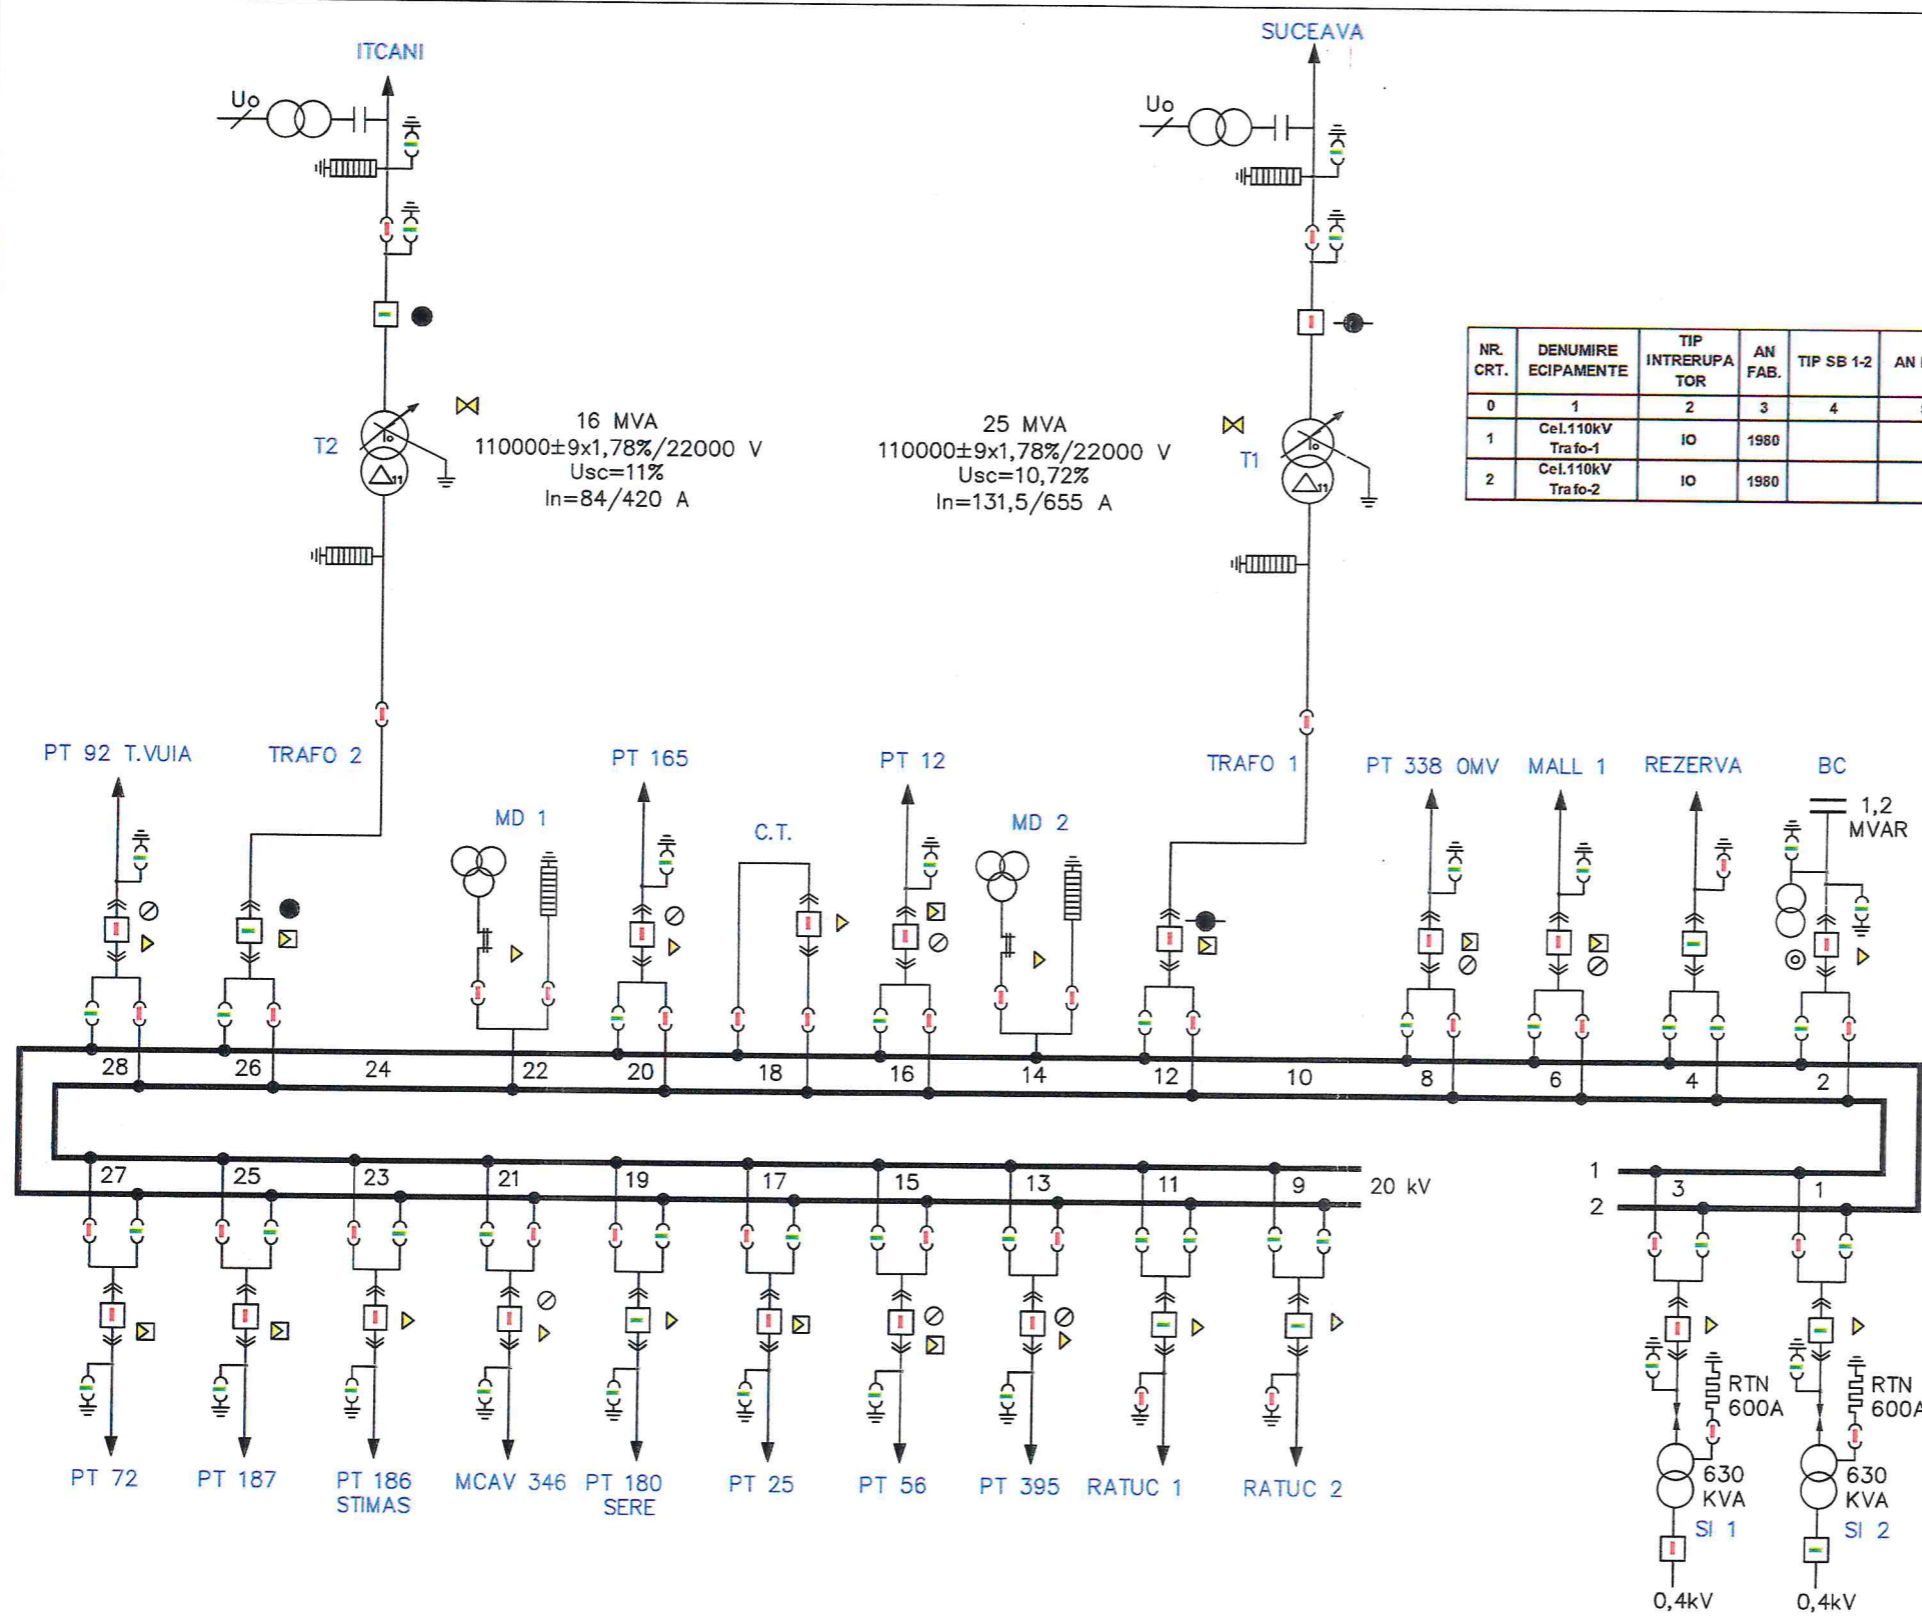 ITCANI
SUCEAVA
Uo
Uo
NR. CRT.
DENUMIRE ECIPAMENTE
TIP INTRERUPA TOR
AN FAB.
TIP SB 1-2
AN
0
1
2
3
4
1
Cel.110kV Trafo-1
IO
1980
2
Cel.110kV Trafo-2
IO
1980
T2
Io
11
16 MVA
110000±9x1,78%/22000 V
Usc=11%
In=84/420 A
25 MVA
110000±9x1,78%/22000 V
Usc=10,72%
In=131,5/655 A
T1
Io
11
PT 92 T.VUIA
TRAFO 2
PT 165
PT 12
TRAFO 1
PT 338 OMV
MALL 1
REZERVA
BC
MD 1
C.T.
MD 2
1,2
MVAR
28
26
24
22
20
18
16
14
12
10
8
6
4
2
27
25
23
21
19
17
15
13
11
9
20 kV
1
3
1
2
RTN
600A
RTN
600A
PT 72
PT 187
PT 186
STIMAS
MCAV 346
PT 180
SERE
PT 25
PT 56
PT 395
RATUC 1
RATUC 2
630
KVA
SI 1
630
KVA
SI 2
0,4kV
0,4kV